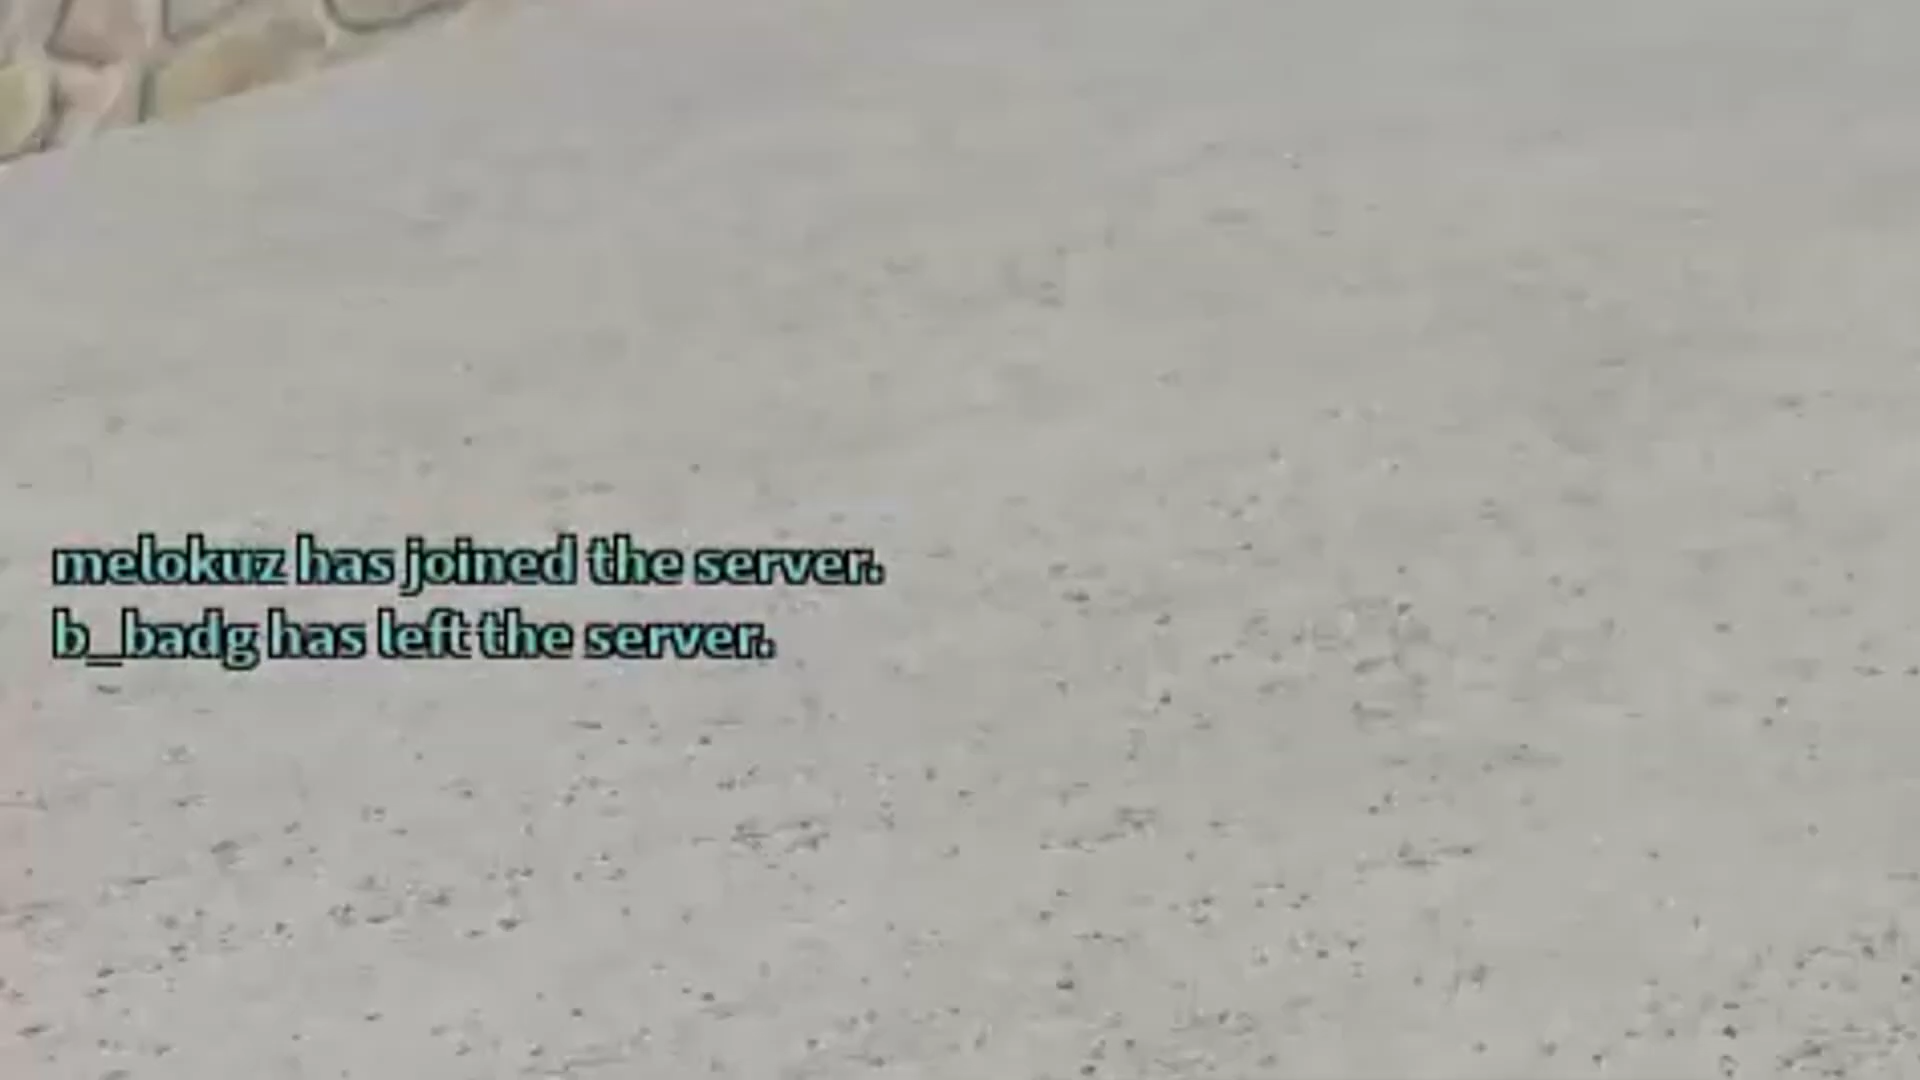 melokuz has joined the server.
b_badg has left the server.